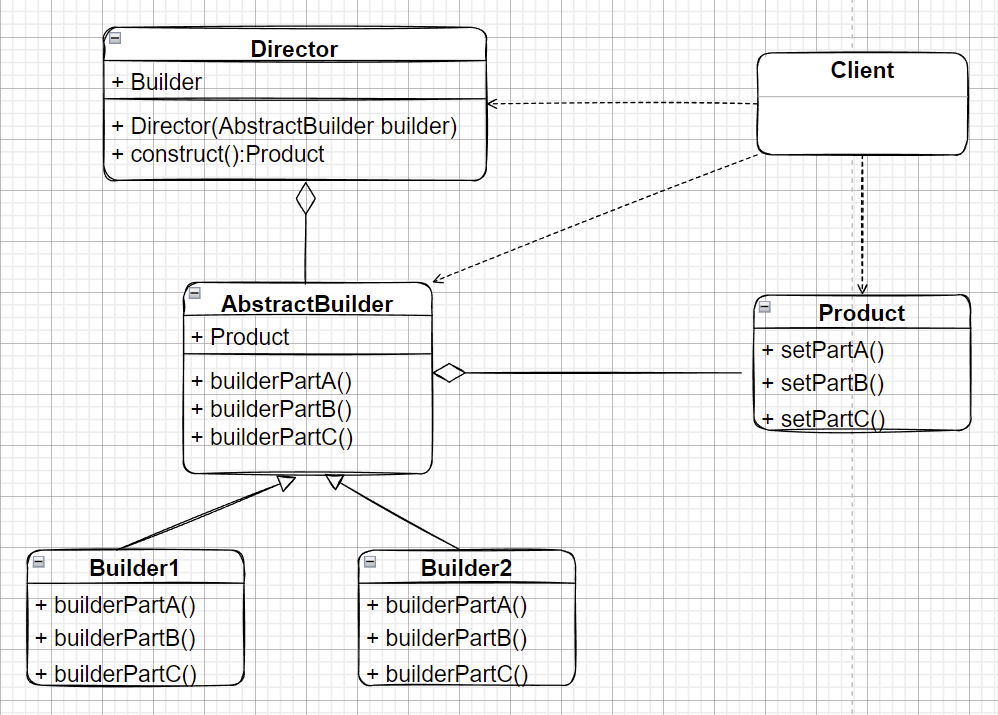 Director
+ Builder
+ Director(AbstractBuilder builder)
+ construct():Product
Client
AbstractBuilder
+ Product
+ builderPartA()
+ builderPartB()
+ builderPartC()
Product
+ setPartA()
+ setPartB()
+ setPartC()
Builder1
+ builderPartA()
+ builderPartB()
+ builderPartC()
Builder2
+ builderPartA()
+ builderPartB()
+ builderPartC()